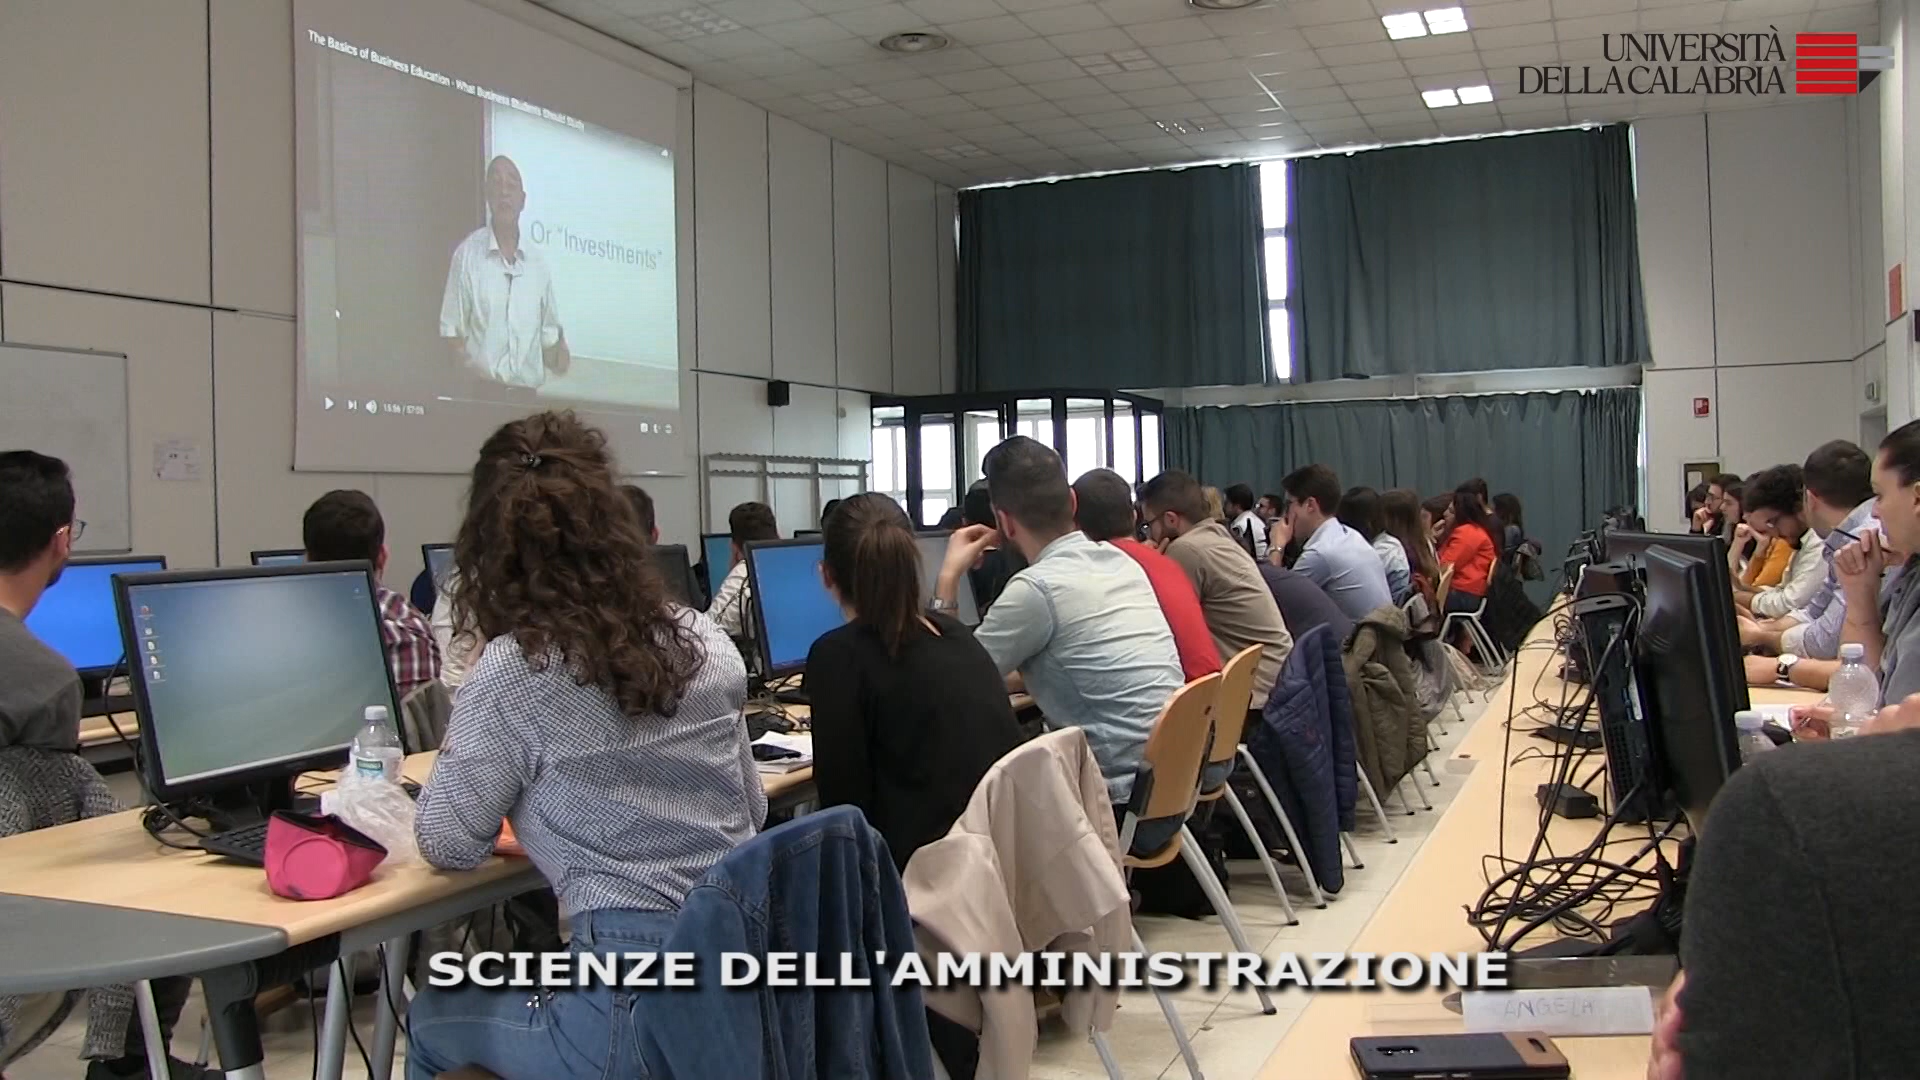 The Basics of Business Education - What Business Students Should Study
UNIVERSITÀ
DELLA CALABRIA
Or "Investments"
SCIENZE DELL'AMMINISTRAZIONE
ANGELA